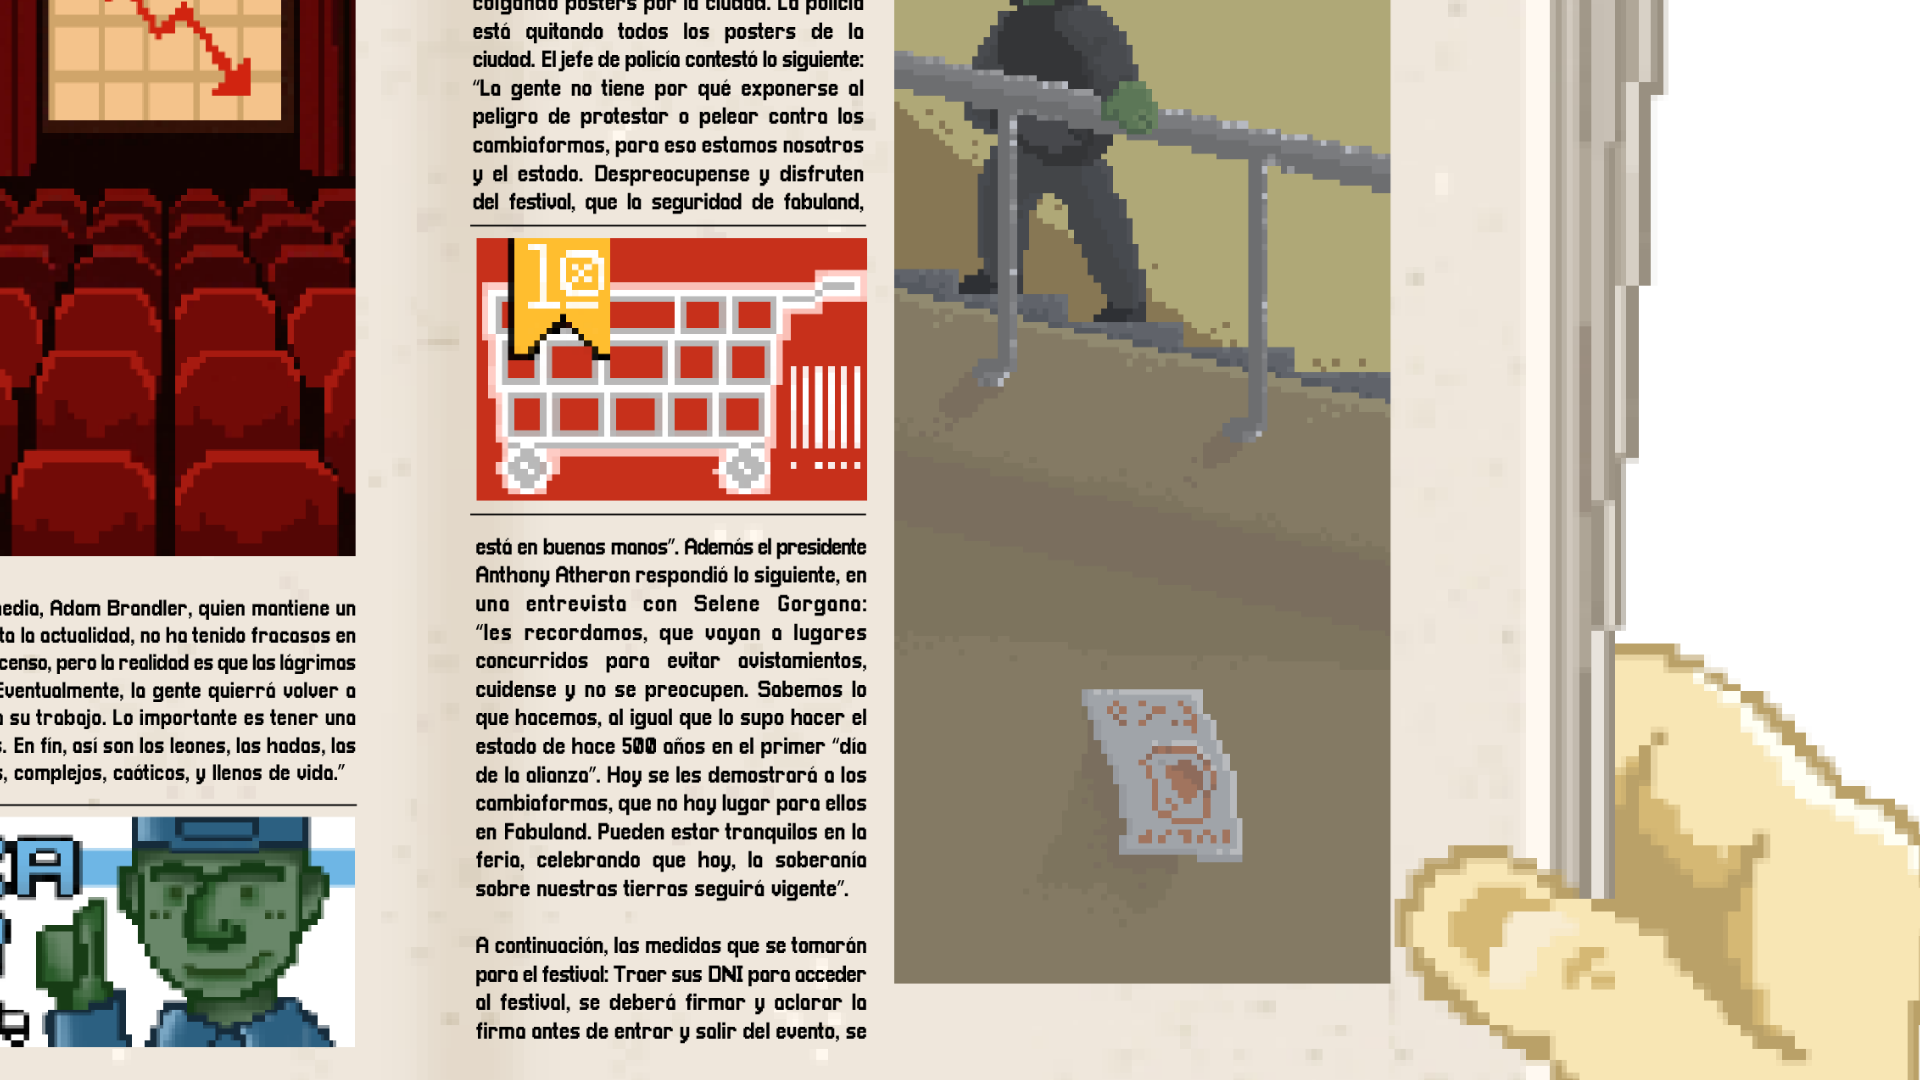 media, Adam Brandler, quien mantiene un
ta la actualidad, no ha tenido fracasos en
censo, pero la realidad es que las lágrimas
Eventualmente, la gente quierrá volver a
su trabajo. Lo importante es tener una
. En fin, así son los leones, las hadas, las
, complejos, caóticos, y llenos de vida."
colgando posters por la ciudad. La policía
está quitando todos los posters de la
ciudad. El jefe de policía contestó lo siguiente:
"La gente no tiene por qué exponerse al
peligro de protestar o pelear contra los
cambiaformas, para eso estamos nosotros
y el estado. Despreocupense y disfruten
del festival, que la seguridad de fabuland,
10
está en buenas manos". Además el presidente
Anthony Atheron respondió lo siguiente, en
una entrevista con Selene Gorgana:
"les recordamos, que vayan a lugares
concurridos para evitar avistamientos,
cuidense y no se preocupen. Sabemos lo
que hacemos, al igual que lo supo hacer el
estado de hace 500 años en el primer "día
de la alianza". Hoy se les demostrará a los
cambiaformas, que no hay lugar para ellos
en Fabuland. Pueden estar tranquilos en la
feria, celebrando que hoy, la soberanía
sobre nuestras tierras seguirá vigente".
A continuación, las medidas que se tomarán
para el festival: Traer sus DNI para acceder
al festival, se deberá firmar y aclarar la
firma antes de entrar y salir del evento, se